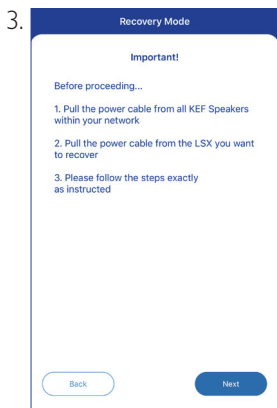 3.
Recovery Mode
Important!
Before proceeding...
1. Pull the power cable from all KEF Speakers
within your network
2. Pull the power cable from the LSX you want
to recover
3. Please follow the steps exactly
as instructed
Back
Next